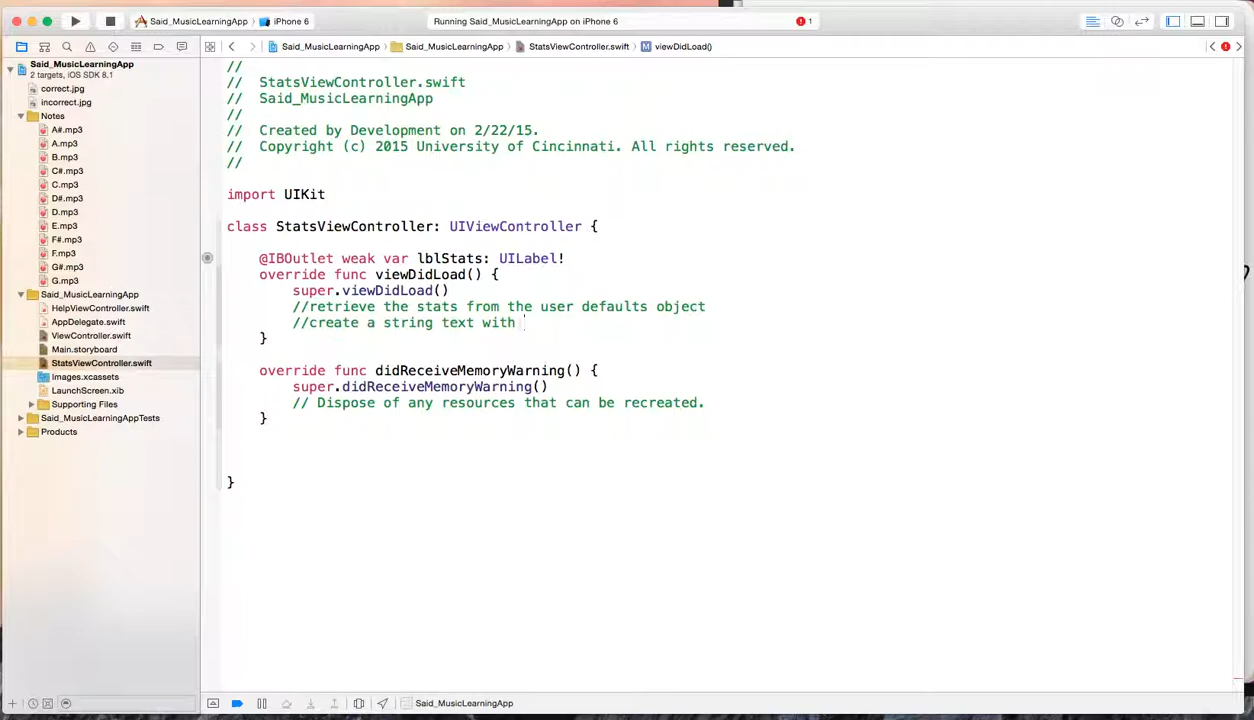 Said_MusicLearningApp iPhone 6 Running Said_MusicLearningApp on iPhone 6 1
Said_MusicLearningApp Said_MusicLearningApp StatsViewController.swift M viewDidLoad()
Said_MusicLearningApp
2 targets, iOS SDK 8.1
correct.jpg
incorrect.jpg
Notes
A#.mp3
A.mp3
B.mp3
C#.mp3
C.mp3
D#.mp3
D.mp3
E.mp3
F#.mp3
F.mp3
G#.mp3
G.mp3
Said_MusicLearningApp
HelpViewController.swift
AppDelegate.swift
ViewController.swift
Main.storyboard
StatsViewController.swift
Images.xcassets
LaunchScreen.xib
Supporting Files
Said_MusicLearningAppTests
Products
//
// StatsViewController.swift
// Said_MusicLearningApp
//
// Created by Development on 2/22/15.
// Copyright (c) 2015 University of Cincinnati. All rights reserved.
//
import UIKit
class StatsViewController: UIViewController {
@IBOutlet weak var lblStats: UILabel!
override func viewDidLoad() {
super.viewDidLoad()
//retrieve the stats from the user defaults object
//create a string text with
}
override func didReceiveMemoryWarning() {
super.didReceiveMemoryWarning()
// Dispose of any resources that can be recreated.
}
}
Said_MusicLearningApp